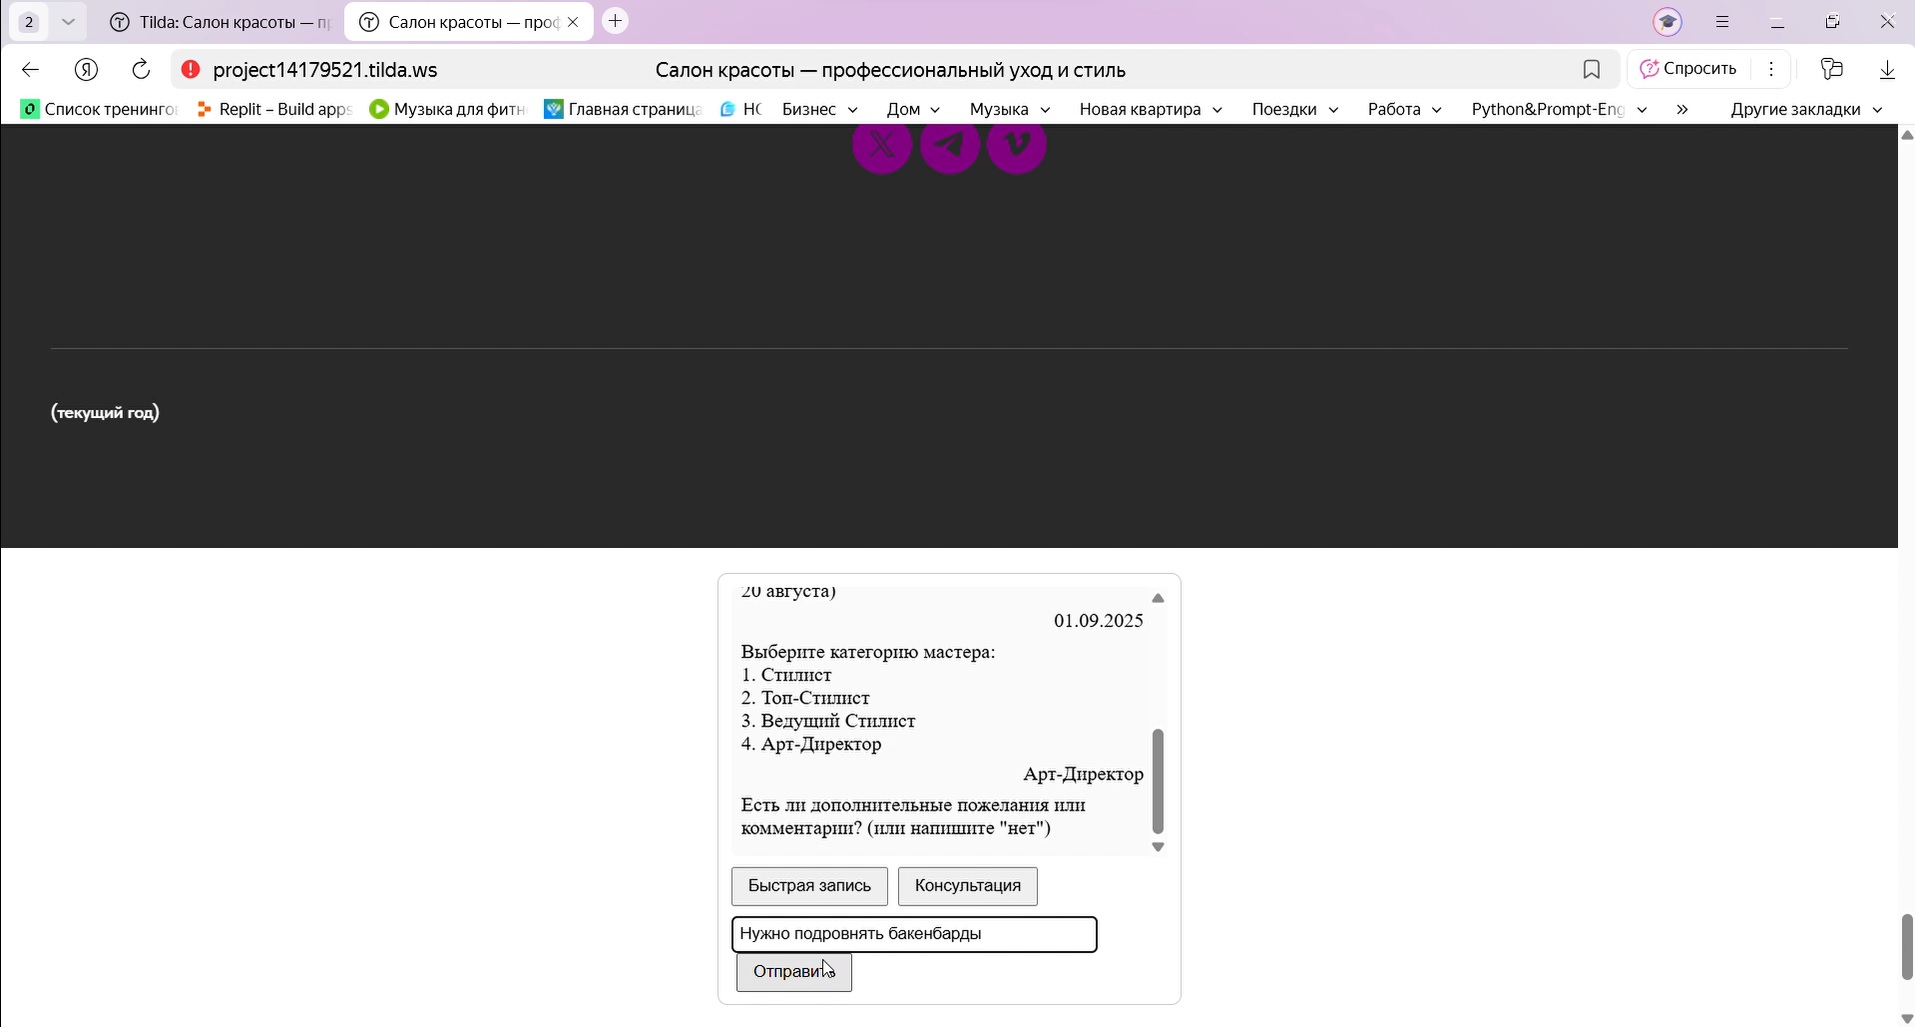 2
Tilda: Салон красоты — пр
Салон красоты — проф
project14179521.tilda.ws
Салон красоты — профессиональный уход и стиль
Спросить
Список тренинго
Replit – Build apps
Музыка для фитн
Главная страница
НС
Бизнес
Дом
Музыка
Новая квартира
Поездки
Работа
Python&Prompt-Eng
»
Другие закладки
(текущий год)
20 августа)
01.09.2025
Выберите категорию мастера:
1. Стилист
2. Топ-Стилист
3. Ведущий Стилист
4. Арт-Директор
Арт-Директор
Есть ли дополнительные пожелания или
комментарии? (или напишите "нет")
Быстрая запись
Консультация
Нужно подровнять бакенбарды
Отправить